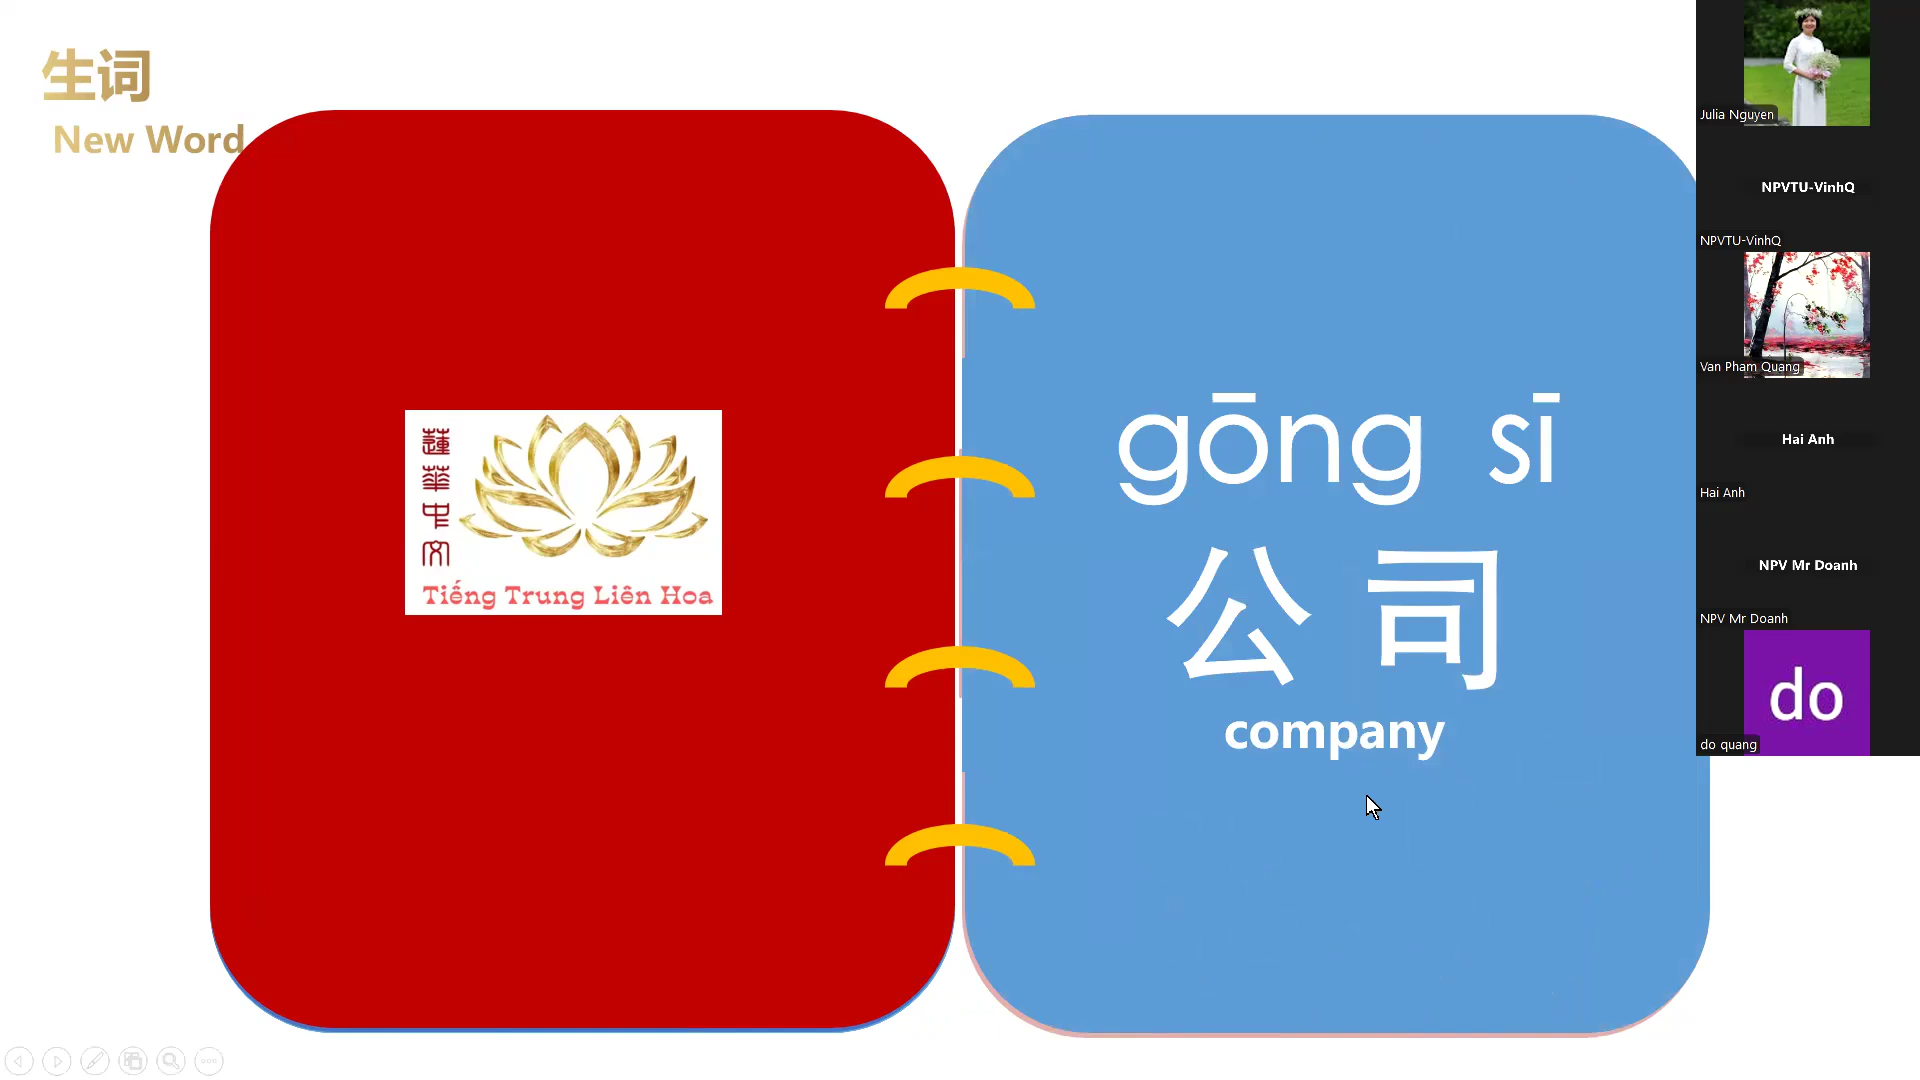 生词
New Word
蓮華中文
Tiếng Trung Liên Hoa
gōng sī
公司
company
Julia Nguyen
NPVTU-VinhQ
NPVTU-VinhQ
Van Pham Quang
Hai Anh
Hai Anh
NPV Mr Doanh
NPV Mr Doanh
do
do quang